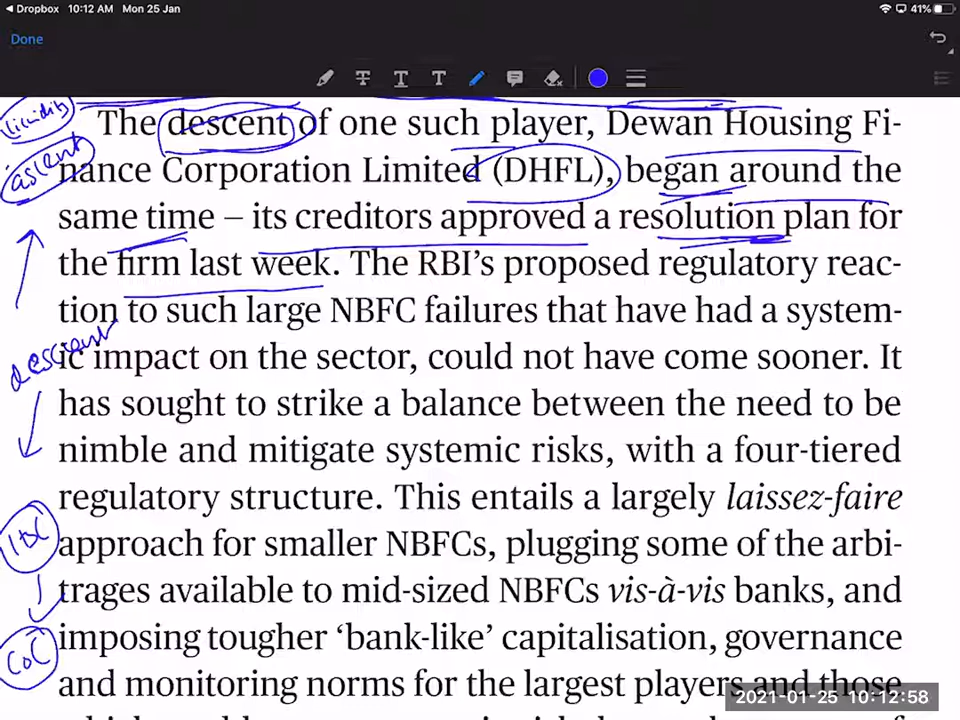 Dropbox 10:12 AM Mon 25 Jan 41%
Done
The descent of one such player, Dewan Housing Fi-
nance Corporation Limited (DHFL), began around the
same time – its creditors approved a resolution plan for
the firm last week. The RBI’s proposed regulatory reac-
tion to such large NBFC failures that have had a system-
ic impact on the sector, could not have come sooner. It
has sought to strike a balance between the need to be
nimble and mitigate systemic risks, with a four-tiered
regulatory structure. This entails a largely laissez-faire
approach for smaller NBFCs, plugging some of the arbi-
trages available to mid-sized NBFCs vis-à-vis banks, and
imposing tougher ‘bank-like’ capitalisation, governance
and monitoring norms for the largest players and those
ascent
descent
CoC
2021-01-25 10:12:58